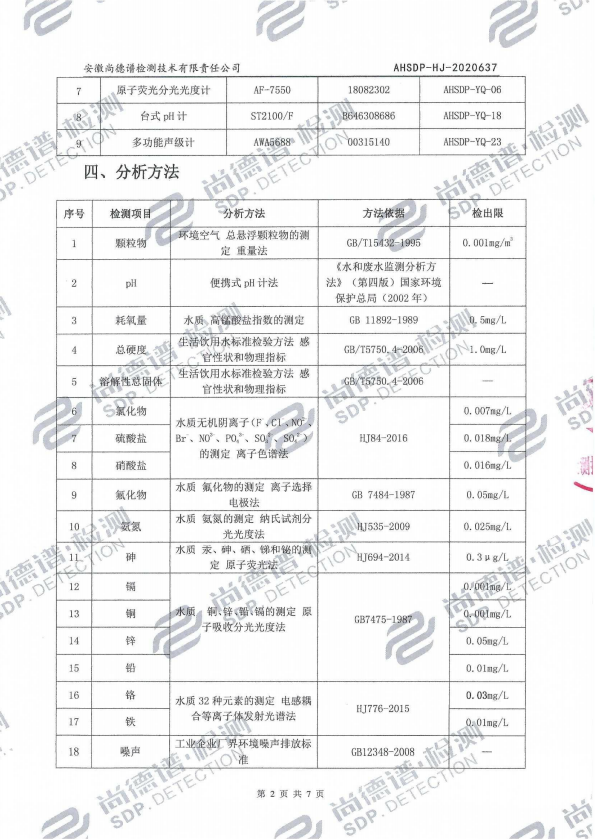 安徽尚德谱检测技术有限责任公司 AHSDP-HJ-2020637
7 原子荧光分光光度计 AF-7550 18082302 AHSDP-YQ-06
8 台式 pH 计 ST2100/F B646308686 AHSDP-YQ-18
9 多功能声级计 AWA5688 00315140 AHSDP-YQ-23
四、分析方法
序号 检测项目 分析方法 方法依据 检出限
1 颗粒物 环境空气 总悬浮颗粒物的测定 重量法 GB/T15432-1995 0.001mg/m³
2 pH 便携式 pH 计法 《水和废水监测分析方法》（第四版）国家环境保护总局（2002 年） —
3 耗氧量 水质 高锰酸盐指数的测定 GB 11892-1989 0.5mg/L
4 总硬度 生活饮用水标准检验方法 感官性状和物理指标 GB/T5750.4-2006 1.0mg/L
5 溶解性总固体 生活饮用水标准检验方法 感官性状和物理指标 GB/T5750.4-2006 —
6 氯化物 水质无机阴离子(F⁻、Cl⁻、NO²⁻、Br⁻、NO³⁻、PO₄³⁻、SO₃²⁻、SO₄²⁻)的测定 离子色谱法 HJ84-2016 0.007mg/L
7 硫酸盐 0.018mg/L
8 硝酸盐 0.016mg/L
9 氟化物 水质 氟化物的测定 离子选择电极法 GB 7484-1987 0.05mg/L
10 氨氮 水质 氨氮的测定 纳氏试剂分光光度法 HJ535-2009 0.025mg/L
11 砷 水质 汞、砷、硒、铋和锑的测定 原子荧光法 HJ694-2014 0.3μg/L
12 镉 水质 铜、锌、铅、镉的测定 原子吸收分光光度法 GB7475-1987 0.001mg/L
13 铜 0.001mg/L
14 锌 0.05mg/L
15 铅 0.01mg/L
16 铬 水质 32 种元素的测定 电感耦合等离子体发射光谱法 HJ776-2015 0.03mg/L
17 铁 0.01mg/L
18 噪声 工业企业厂界环境噪声排放标准 GB12348-2008 —
第 2 页 共 7 页
尚德谱·检测
SDP.DETECTION